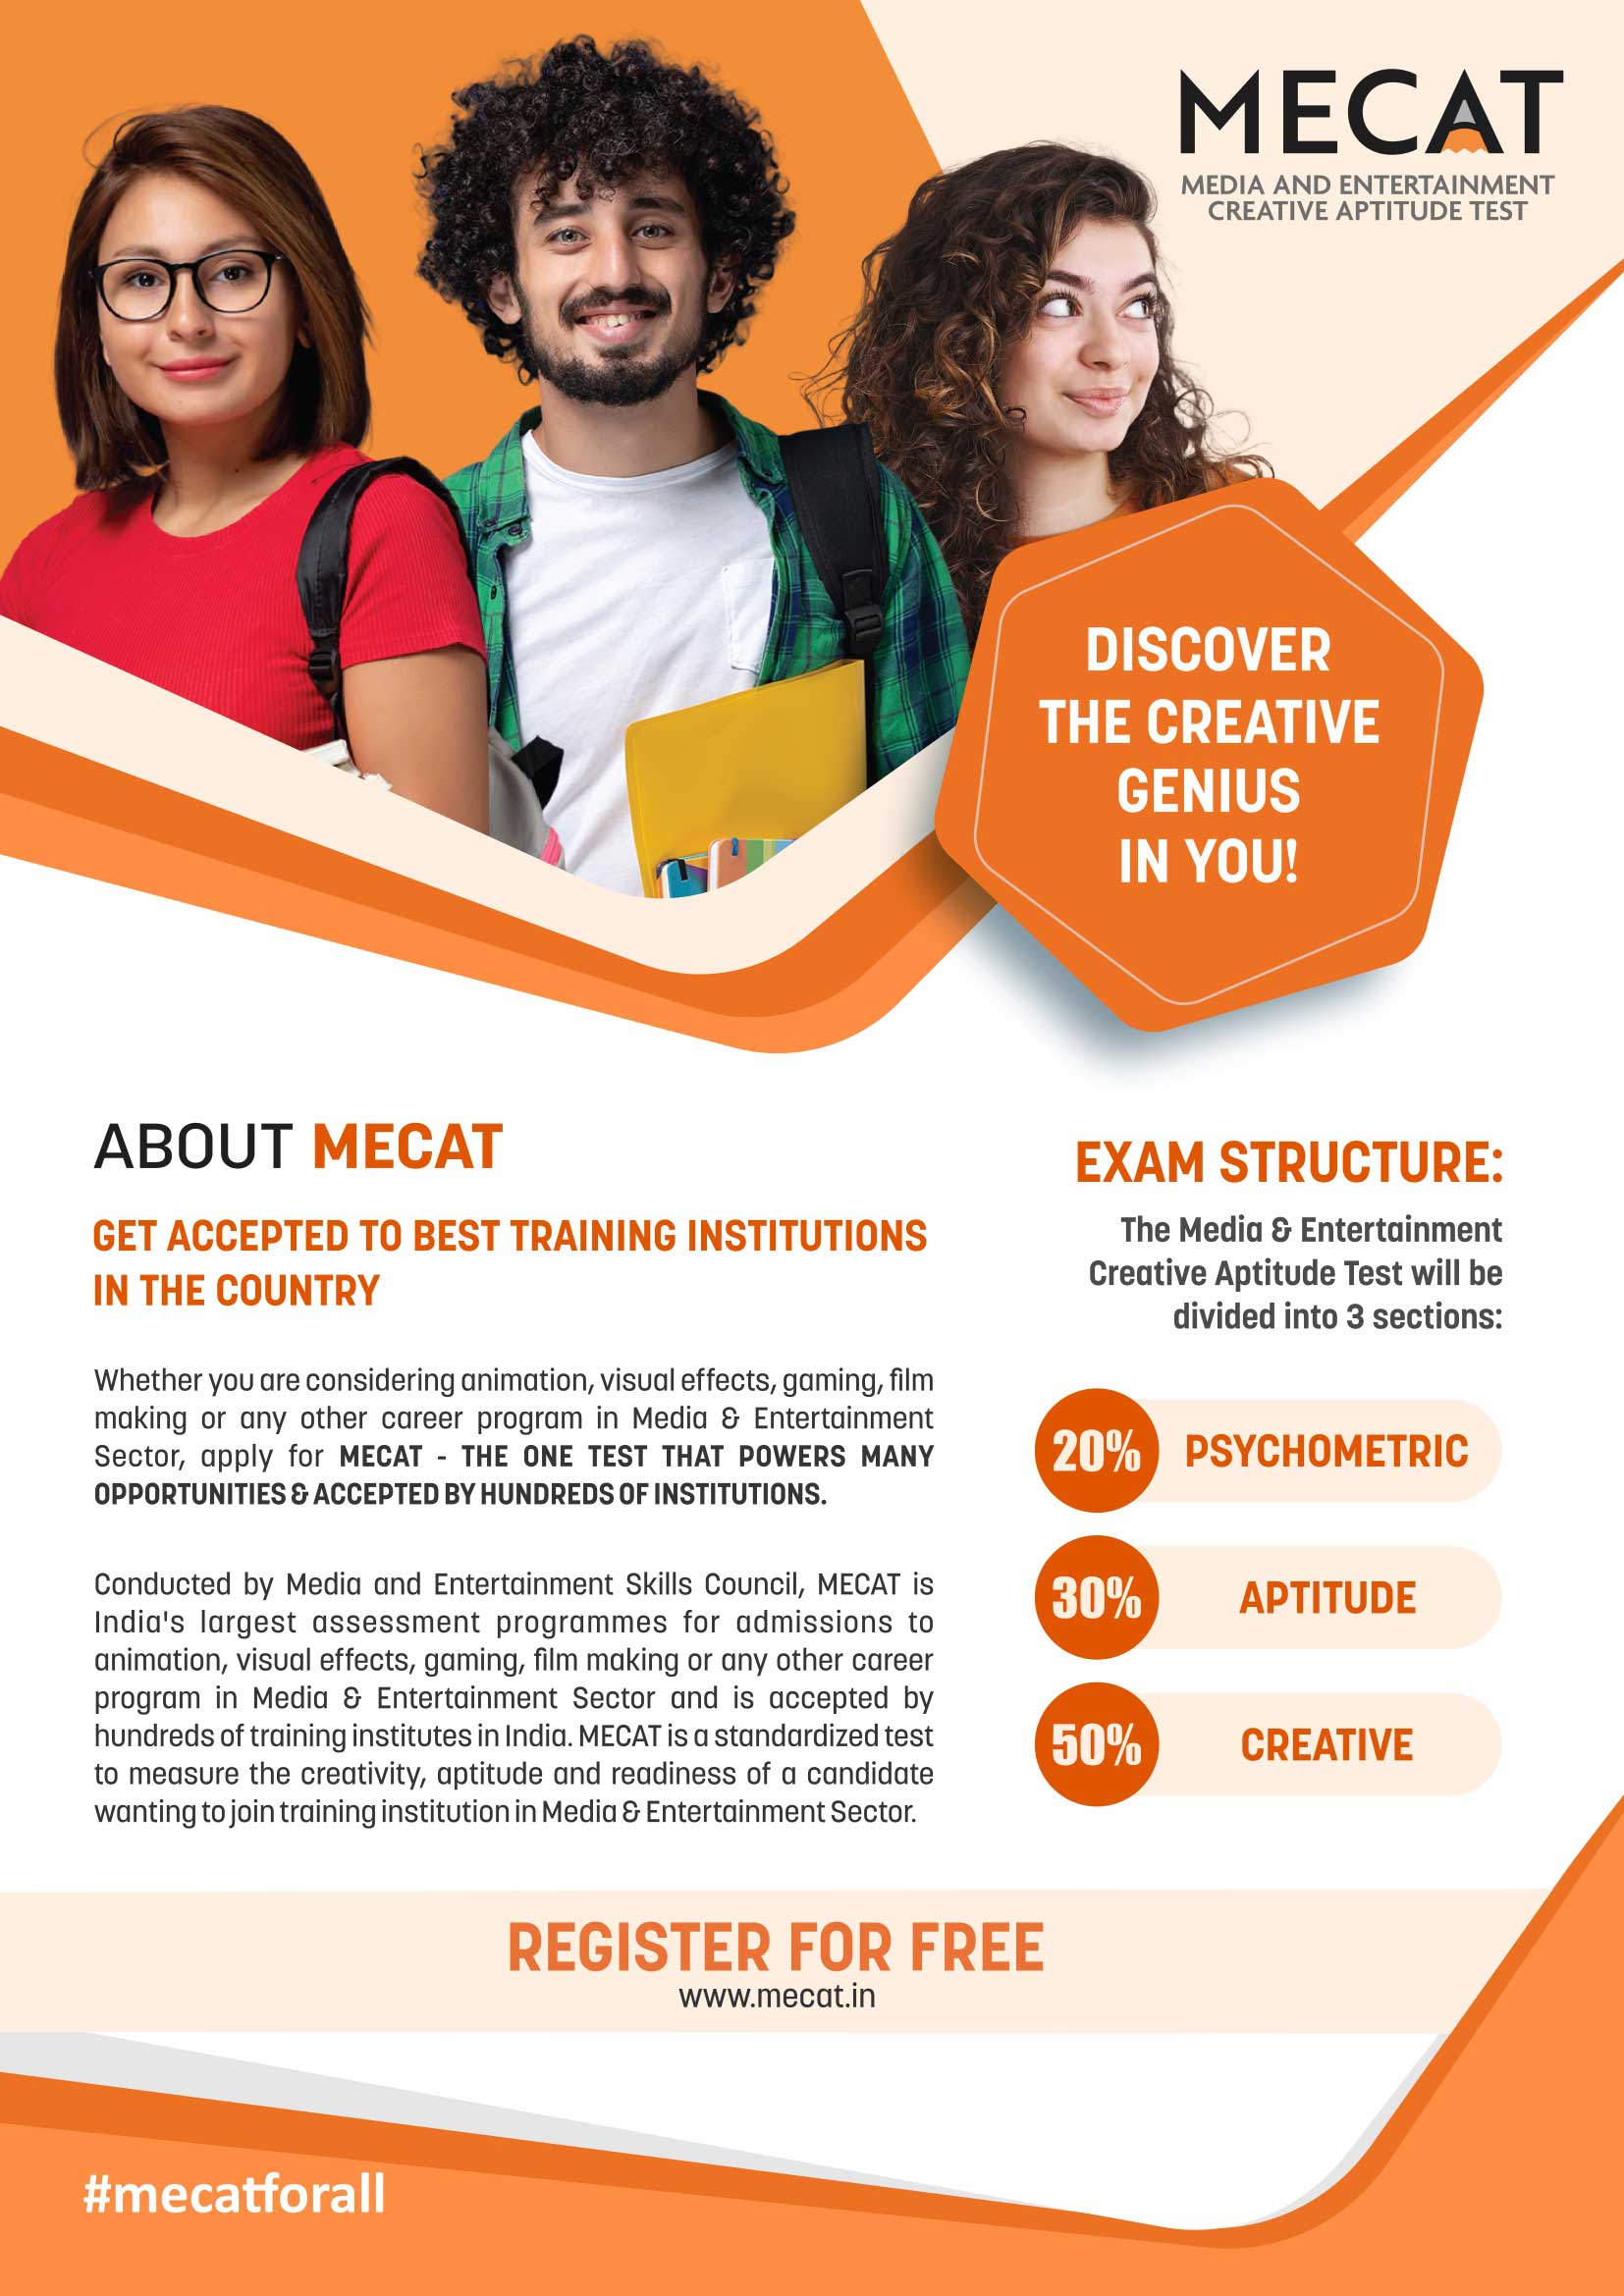 MECAT
MEDIA AND ENTERTAINMENT
CREATIVE APTITUDE TEST
DISCOVER
THE CREATIVE
GENIUS
IN YOU!
ABOUT MECAT
GET ACCEPTED TO BEST TRAINING INSTITUTIONS
IN THE COUNTRY
Whether you are considering animation, visual effects, gaming, film
making or any other career program in Media & Entertainment
Sector, apply for MECAT - THE ONE TEST THAT POWERS MANY
OPPORTUNITIES & ACCEPTED BY HUNDREDS OF INSTITUTIONS.
Conducted by Media and Entertainment Skills Council, MECAT is
India's largest assessment programmes for admissions to
animation, visual effects, gaming, film making or any other career
program in Media & Entertainment Sector and is accepted by
hundreds of training institutes in India. MECAT is a standardized test
to measure the creativity, aptitude and readiness of a candidate
wanting to join training institution in Media & Entertainment Sector.
EXAM STRUCTURE:
The Media & Entertainment
Creative Aptitude Test will be
divided into 3 sections:
20% PSYCHOMETRIC
30% APTITUDE
50% CREATIVE
REGISTER FOR FREE
www.mecat.in
#mecatforall